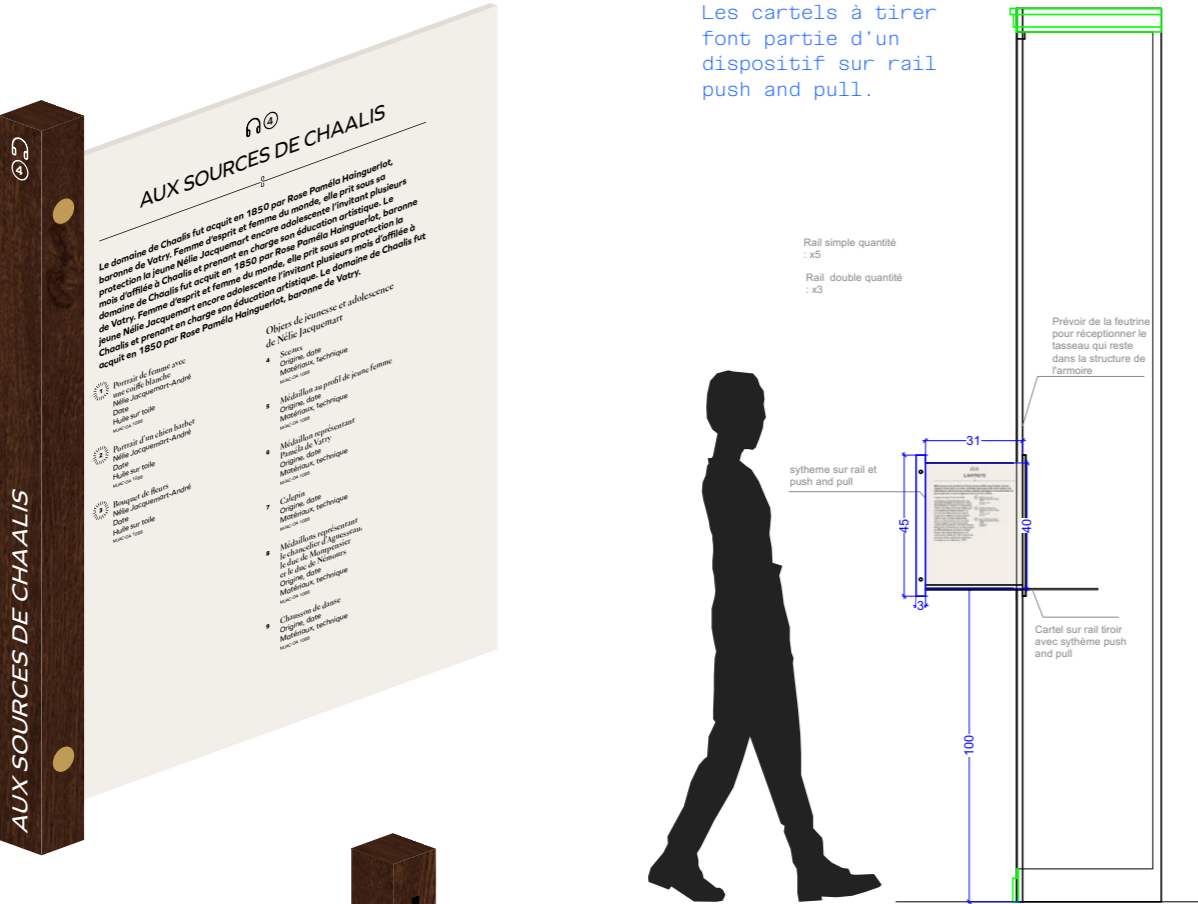 4
AUX SOURCES DE CHAALIS
4
AUX SOURCES DE CHAALIS
Le domaine de Chaalis fut acquit en 1850 par Rose Paméla Hainguerlot,
baronne de Vatry. Femme d'esprit et femme du monde, elle prit sous sa
protection la jeune Nélie Jacquemart encore adolescente l'invitant plusieurs
mois d'affilée à Chaalis et prenant en charge son éducation artistique. Le
domaine de Chaalis fut acquit en 1850 par Rose Paméla Hainguerlot, baronne
de Vatry. Femme d'esprit et femme du monde, elle prit sous sa protection la
jeune Nélie Jacquemart encore adolescente l'invitant plusieurs mois d'affilée à
Chaalis et prenant en charge son éducation artistique. Le domaine de Chaalis fut
acquit en 1850 par Rose Paméla Hainguerlot, baronne de Vatry.
1 Portrait de femme avec
une coiffe blanche
Nélie Jacquemart-André
Date
Huile sur toile
2 Portrait d'un chien barbet
Nélie Jacquemart-André
Date
Huile sur toile
3 Bouquet de fleurs
Nélie Jacquemart-André
Date
Huile sur toile
Objers de jeunesse et adolescence
de Nélie Jacquemart
4 Sceaux
Origine, date
Matériaux, technique
5 Médaillon au profil de jeune femme
Origine, date
Matériaux, technique
6 Médaillon représentant
Paméla de Vatry
Origine, date
Matériaux, technique
7 Calepin
Origine, date
Matériaux, technique
8 Médaillons représentant
le chancelier d'Aguesseau,
le duc de Montpensier
et le duc de Nemours
Origine, date
Matériaux, technique
9 Chausson de danse
Origine, date
Matériaux, technique
Les cartels à tirer
font partie d'un
dispositif sur rail
push and pull.
Rail simple quantité
: x5
Rail double quantité
: x3
Prévoir de la feutrine
pour réceptionner le
tasseau qui reste
dans la structure de
l'armoire
sytheme sur rail et
push and pull
31
45
40
3
100
Cartel sur rail tiroir
avec sythème push
and pull